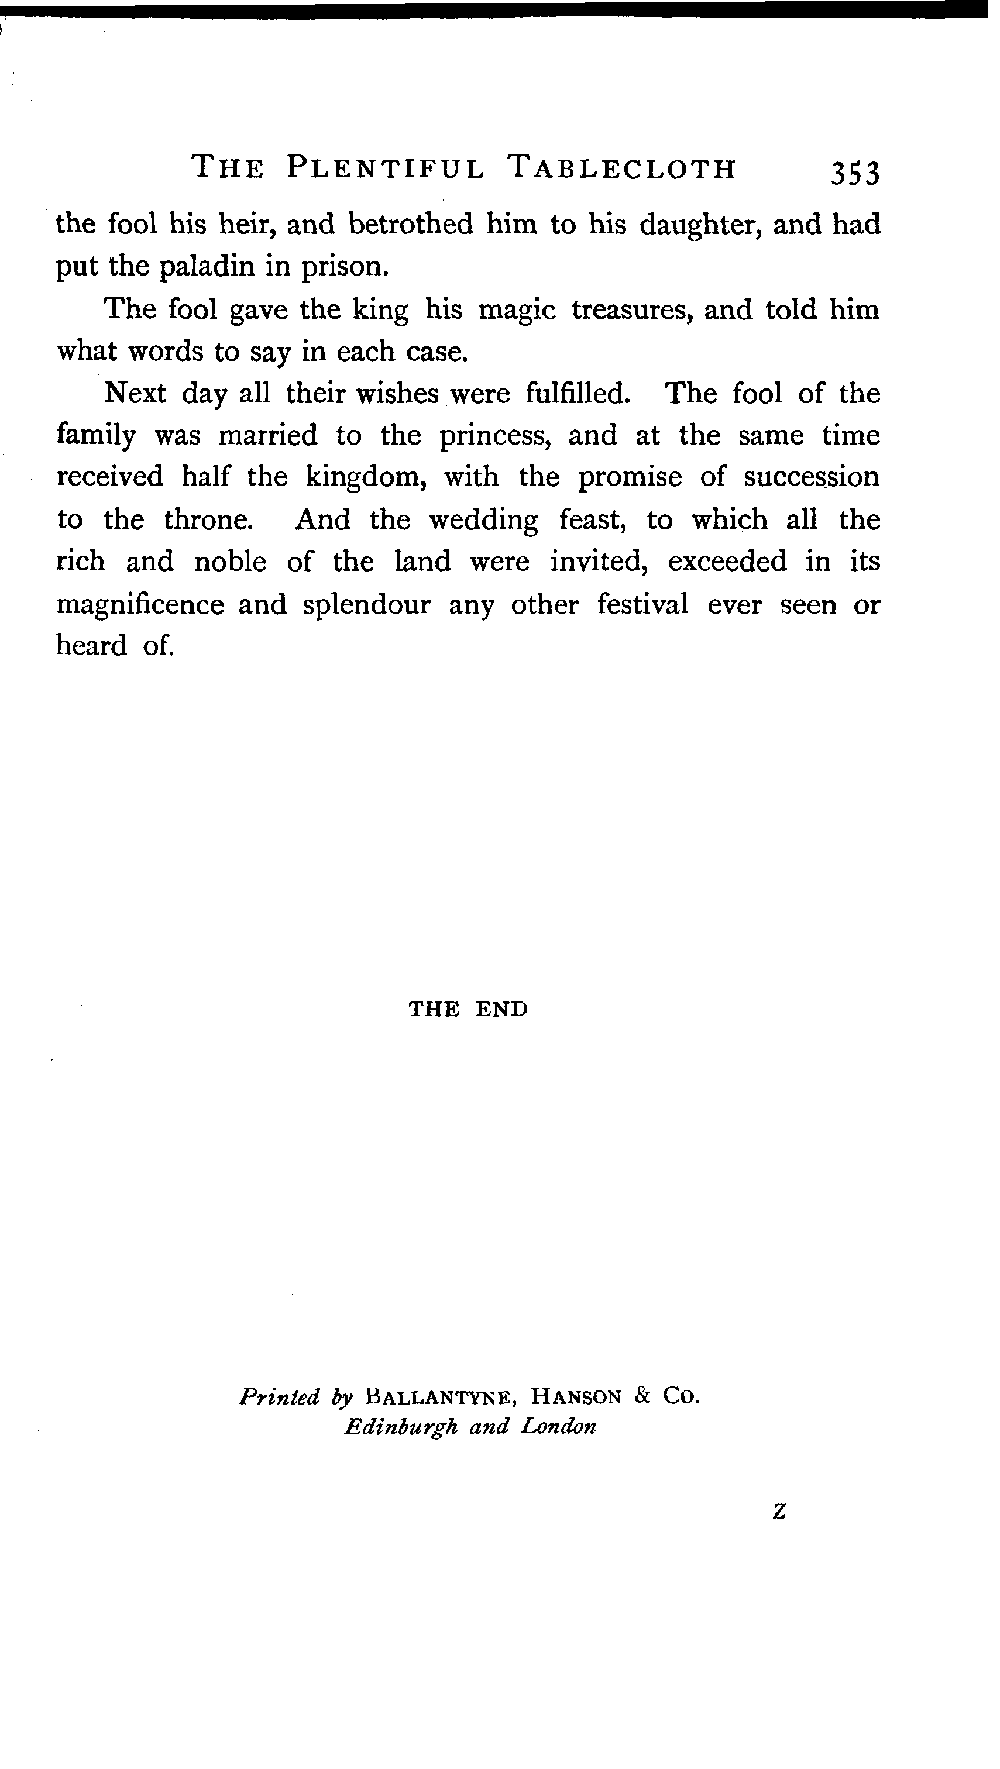 THE PLENTIFUL TABLECLOTH 353
the fool his heir, and betrothed him to his daughter, and had
put the paladin in prison.
The fool gave the king his magic treasures, and told him
what words to say in each case.
Next day all their wishes were fulfilled. The fool of the
family was married to the princess, and at the same time
received half the kingdom, with the promise of succession
to the throne. And the wedding feast, to which all the
rich and noble of the land were invited, exceeded in its
magnificence and splendour any other festival ever seen or
heard of.
THE END
Printed by BALLANTYNE, HANSON & CO.
Edinburgh and London
Z